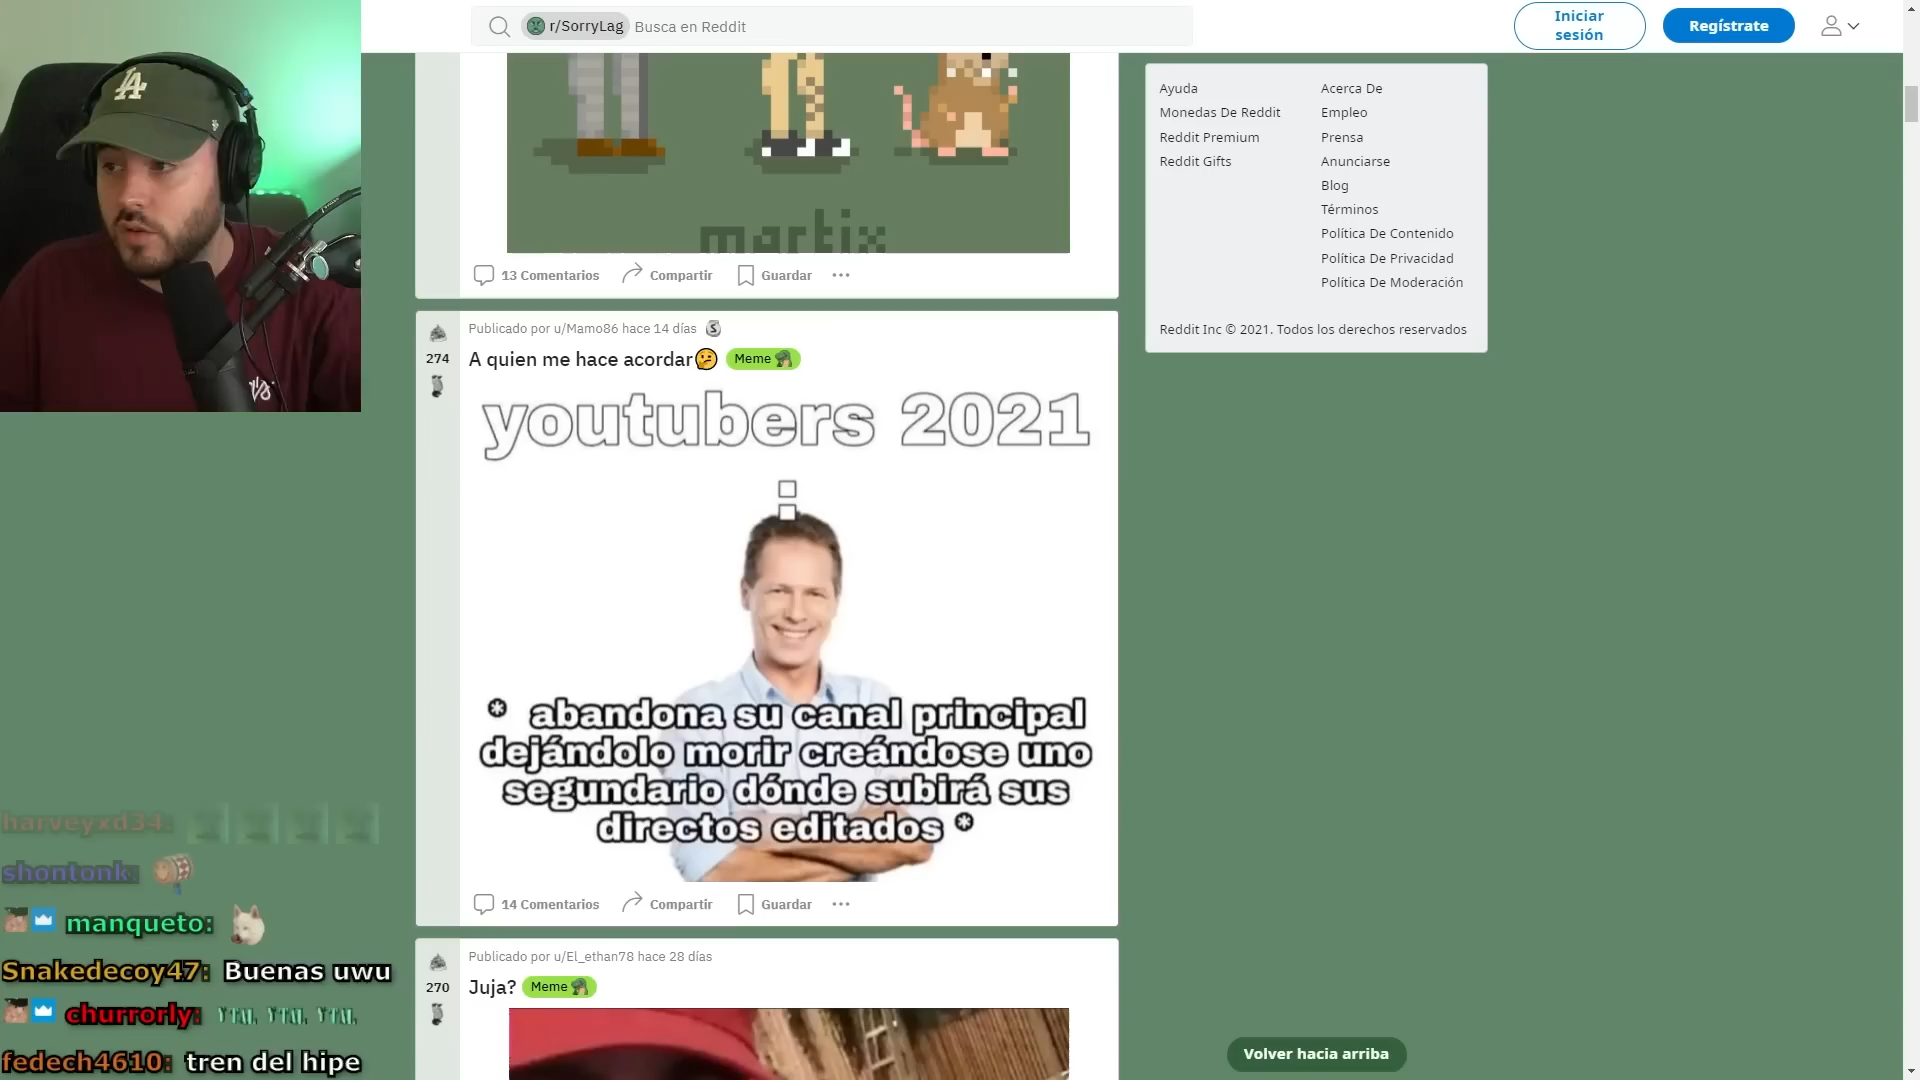 LA
r/SorryLag Busca en Reddit
Iniciar sesión
Regístrate
martix
13 Comentarios Compartir Guardar
Ayuda
Monedas De Reddit
Reddit Premium
Reddit Gifts
Acerca De
Empleo
Prensa
Anunciarse
Blog
Términos
Política De Contenido
Política De Privacidad
Política De Moderación
Reddit Inc © 2021. Todos los derechos reservados
Publicado por u/Mamo86 hace 14 días
274
A quien me hace acordar🤔 Meme
youtubers 2021
:
* abandona su canal principal
dejándolo morir creándose uno
segundario dónde subirá sus
directos editados *
14 Comentarios Compartir Guardar
Publicado por u/El_ethan78 hace 28 días
270
Juja? Meme
Volver hacia arriba
harveyxd34:
shontonk:
manqueto:
Snakedecoy47: Buenas uwu
churrorly:
fedech4610: tren del hipe